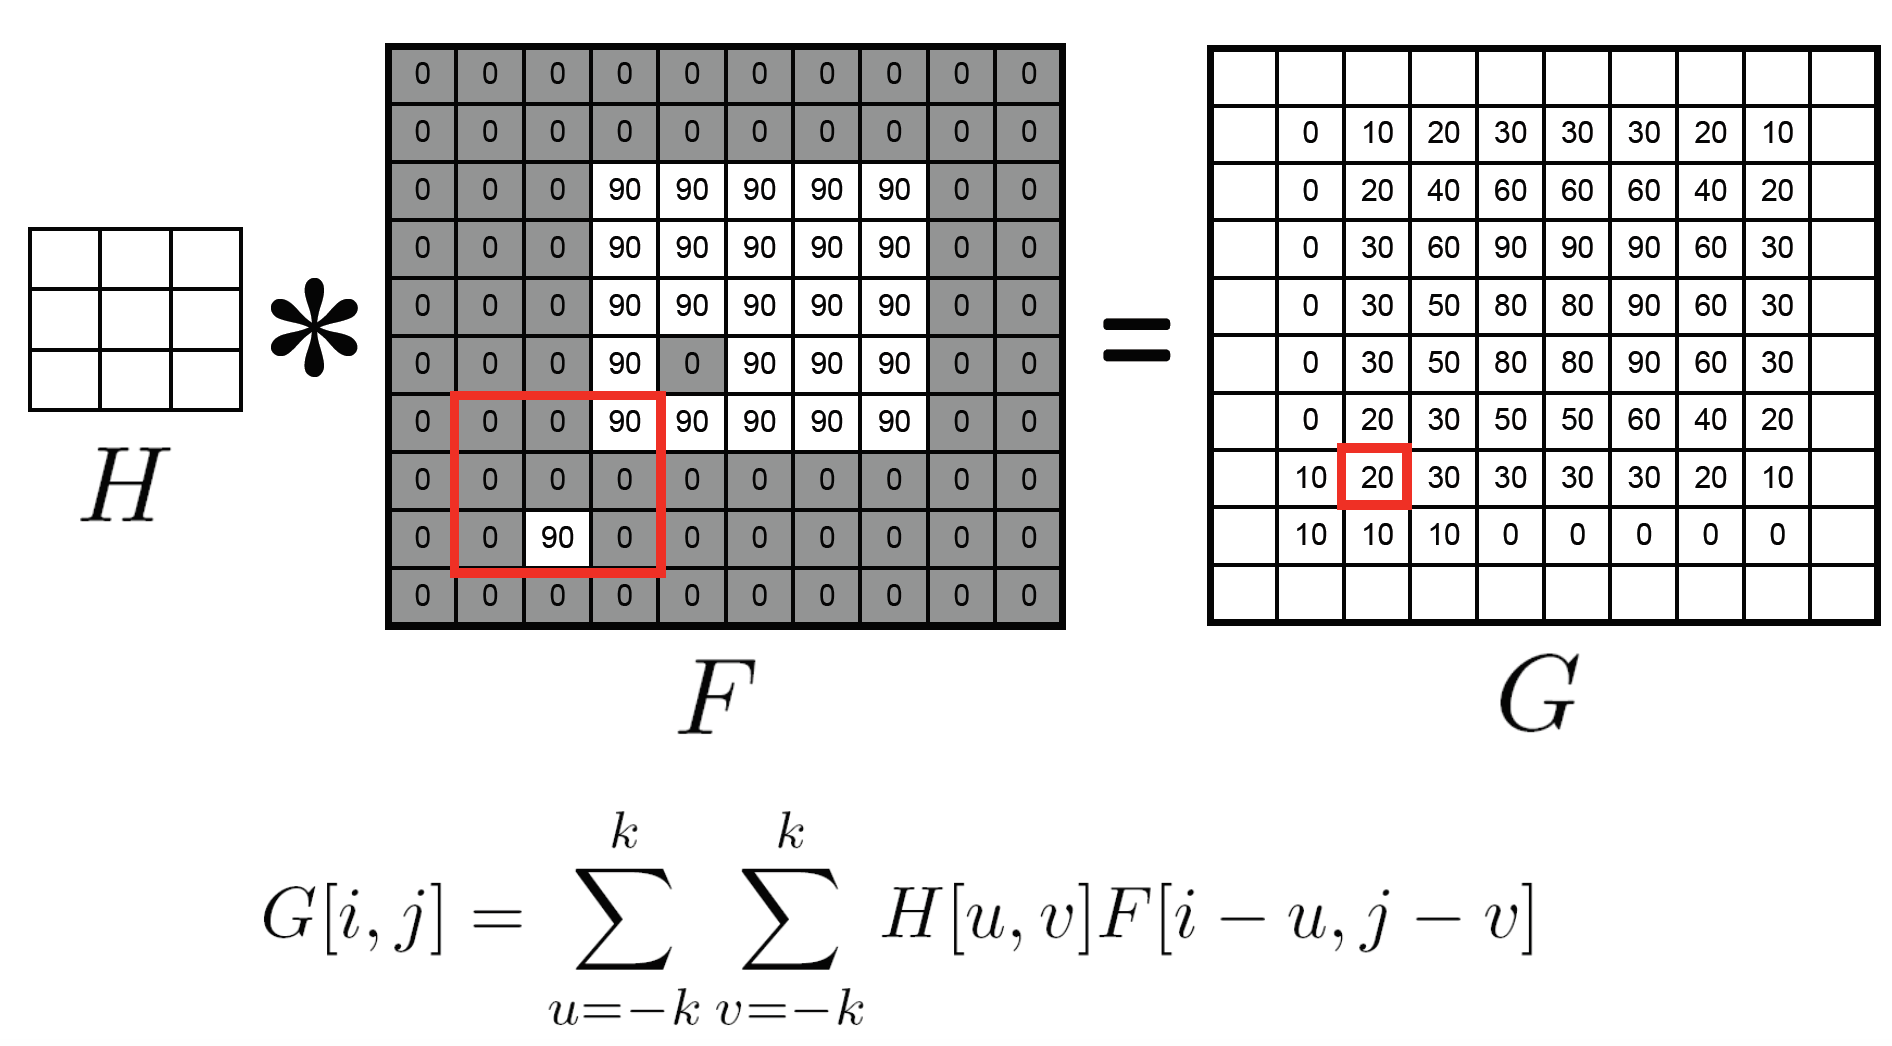 0 0 0 0 0 0 0 0 0 0
0 0 0 0 0 0 0 0 0 0
0 0 0 90 90 90 90 90 0 0
0 0 0 90 90 90 90 90 0 0
0 0 0 90 90 90 90 90 0 0
0 0 0 90 0 90 90 90 0 0
0 0 0 90 90 90 90 90 0 0
0 0 0 0 0 0 0 0 0 0
0 0 90 0 0 0 0 0 0 0
0 0 0 0 0 0 0 0 0 0
0 10 20 30 30 30 20 10
0 20 40 60 60 60 40 20
0 30 60 90 90 90 60 30
0 30 50 80 80 90 60 30
0 30 50 80 80 90 60 30
0 20 30 50 50 60 40 20
10 20 30 30 30 30 20 10
10 10 10 0 0 0 0 0
H * F = G
G[i, j] = \sum_{u=-k}^{k} \sum_{v=-k}^{k} H[u, v]F[i − u, j − v]